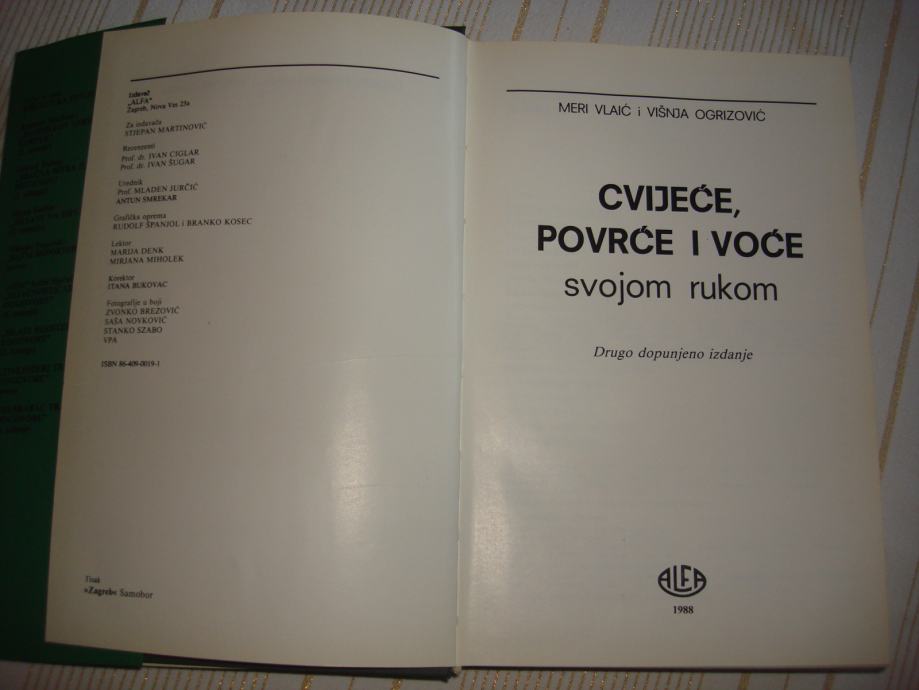 Izdavač
„ALFA“
Zagreb, Nova Ves 23a
Za izdavača
STJEPAN MARTINOVIĆ
Recenzenti
Prof. dr. IVAN CIGLAR
Prof. dr. IVAN ŠUGAR
Urednik
Prof. MLADEN JURČIĆ
ANTUN SMREKAR
Grafička oprema
RUDOLF ŠPANJOL i BRANKO KOSEC
Lektor
MARIJA DENK
MIRJANA MIHOLEK
Korektor
ITANA BUKOVAC
Fotografije u boji
ZVONKO BREZOVIĆ
SAŠA NOVKOVIĆ
STANKO SZABO
VPA
ISBN 86-409-0019-1
Tisak
»Zagreb« Samobor
MERI VLAIĆ i VIŠNJA OGRIZOVIĆ
CVIJEĆE,
POVRĆE I VOĆE
svojom rukom
Drugo dopunjeno izdanje
ALFA
1988